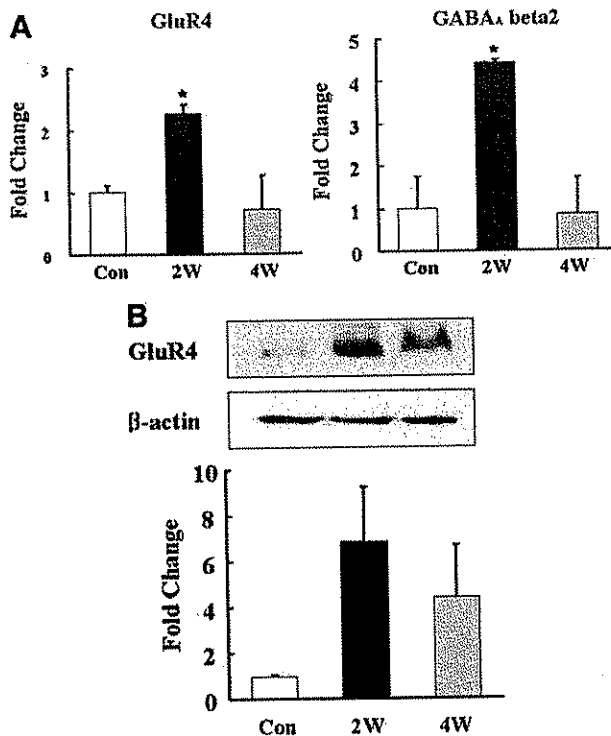 A
GluR4
GABAA beta2
Fold Change
3
2
1
0
*
Con 2W 4W
Fold Change
5
4
3
2
1
0
*
Con 2W 4W
B
GluR4
β-actin
Fold Change
10
8
6
4
2
0
Con 2W 4W